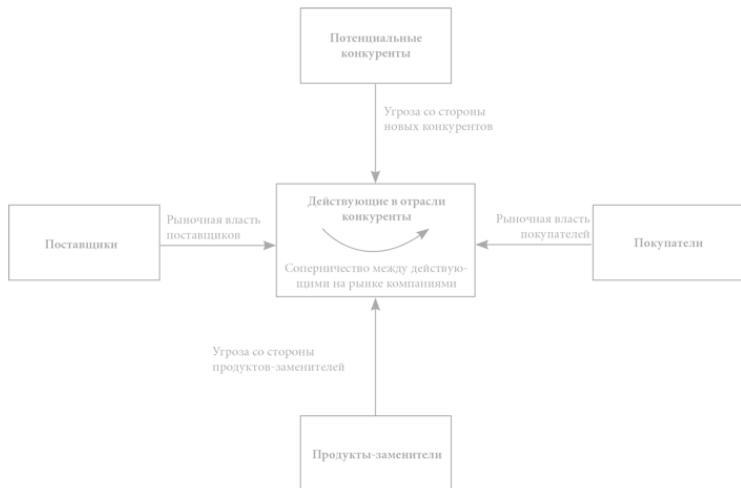 Потенциальные
конкуренты
Угроза со стороны
новых конкурентов
Действующие в отрасли
конкуренты
Соперничество между действую-
щими на рынке компаниями
Поставщики
Рыночная власть
поставщиков
Рыночная власть
покупателей
Покупатели
Угроза со стороны
продуктов-заменителей
Продукты-заменители